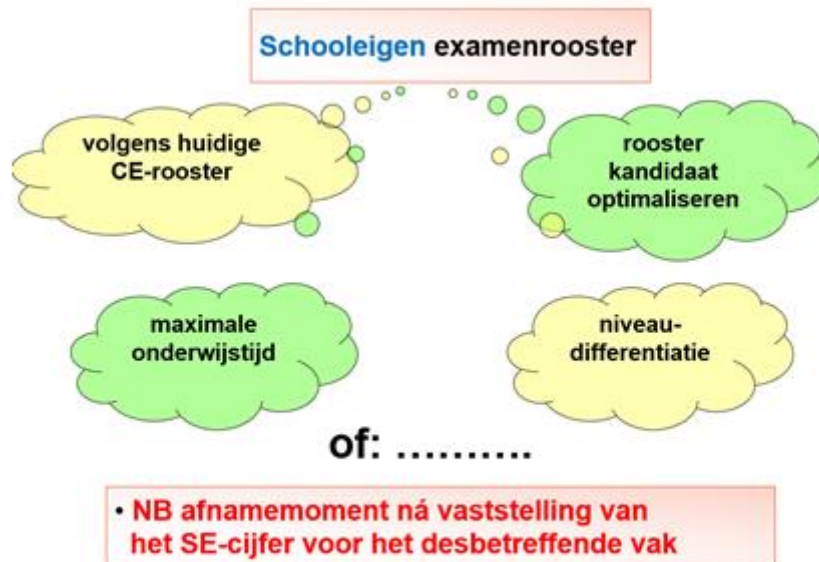 Schooleigen examenrooster
volgens huidige
CE-rooster
rooster
kandidaat
optimaliseren
maximale
onderwijstijd
niveau-
differentiatie
of: ..........
• NB afnamemoment ná vaststelling van
het SE-cijfer voor het desbetreffende vak